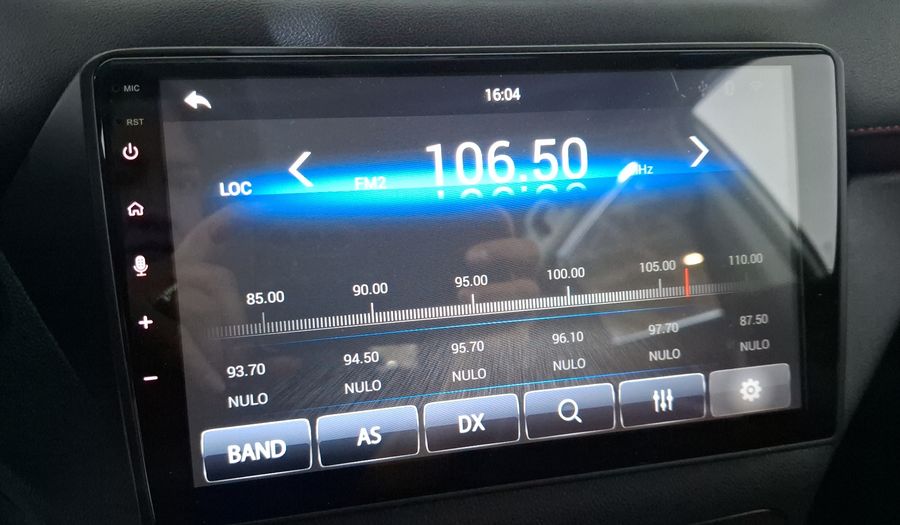 MIC
16:04
RST
LOC
FM2
106.50
MHz
85.00 90.00 95.00 100.00 105.00 110.00
93.70 94.50 95.70 96.10 97.70 87.50
NULO NULO NULO NULO NULO NULO
BAND AS DX